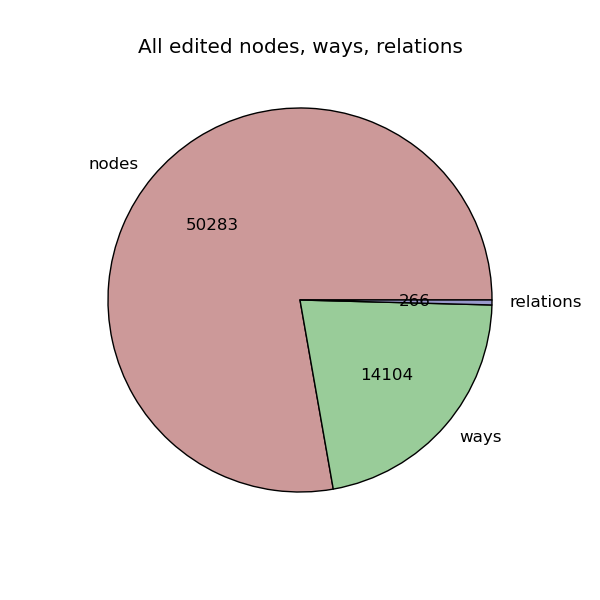 All edited nodes, ways, relations
nodes
50283
266
relations
14104
ways